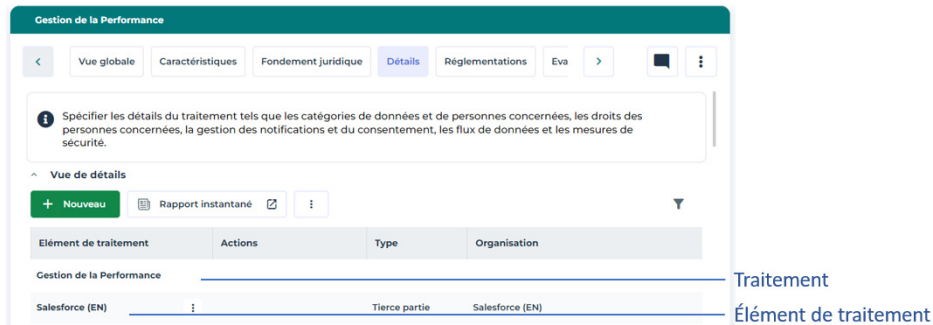 Gestion de la Performance
Vue globale Caractéristiques Fondement juridique Détails Réglementations Eva
Spécifier les détails du traitement tels que les catégories de données et de personnes concernées, les droits des
personnes concernées, la gestion des notifications et du consentement, les flux de données et les mesures de
sécurité.
Vue de détails
+ Nouveau Rapport instantané
Elément de traitement Actions Type Organisation
Gestion de la Performance
Traitement
Salesforce (EN) Tierce partie Salesforce (EN)
Élément de traitement